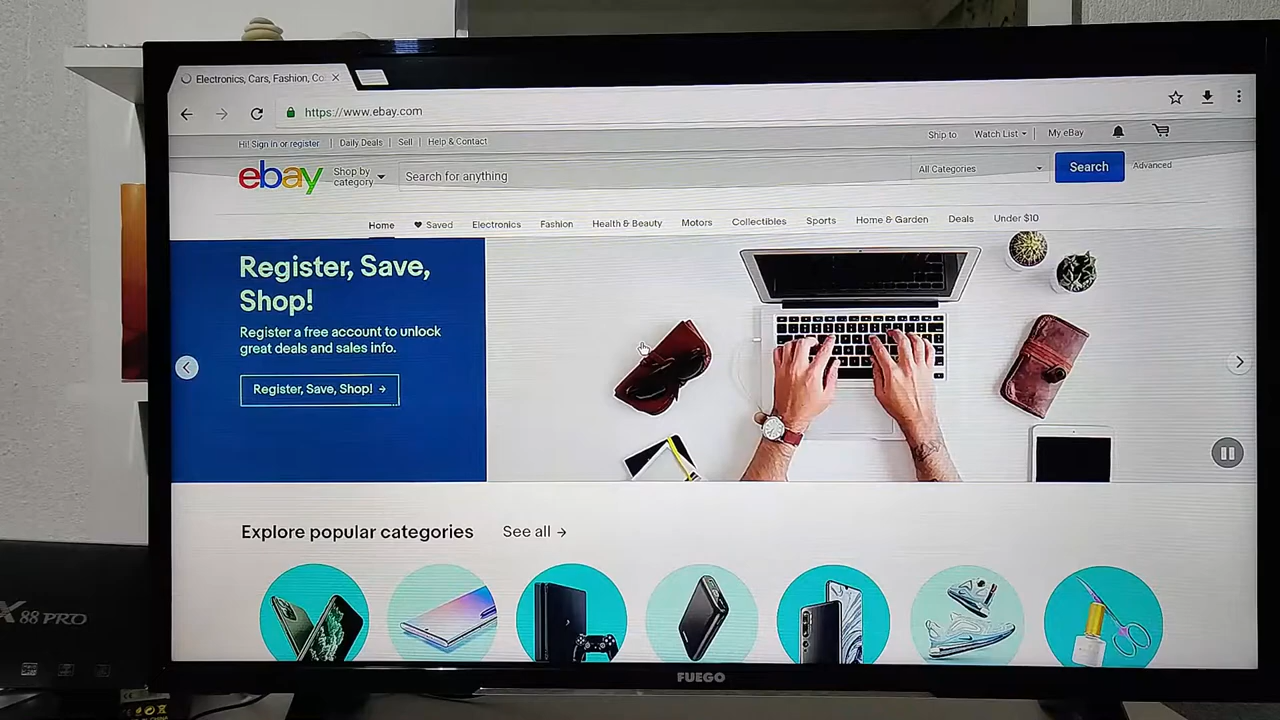 Electronics, Cars, Fashion, Co
https://www.ebay.com
Hi! Sign in or register
Daily Deals
Sell
Help & Contact
Ship to
Watch List
My eBay
ebay
Shop by
category
Search for anything
All Categories
Search
Advanced
Home
Saved
Electronics
Fashion
Health & Beauty
Motors
Collectibles
Sports
Home & Garden
Deals
Under $10
Register, Save,
Shop!
Register a free account to unlock
great deals and sales info.
Register, Save, Shop! →
Explore popular categories
See all →
X88 PRO
FUEGO